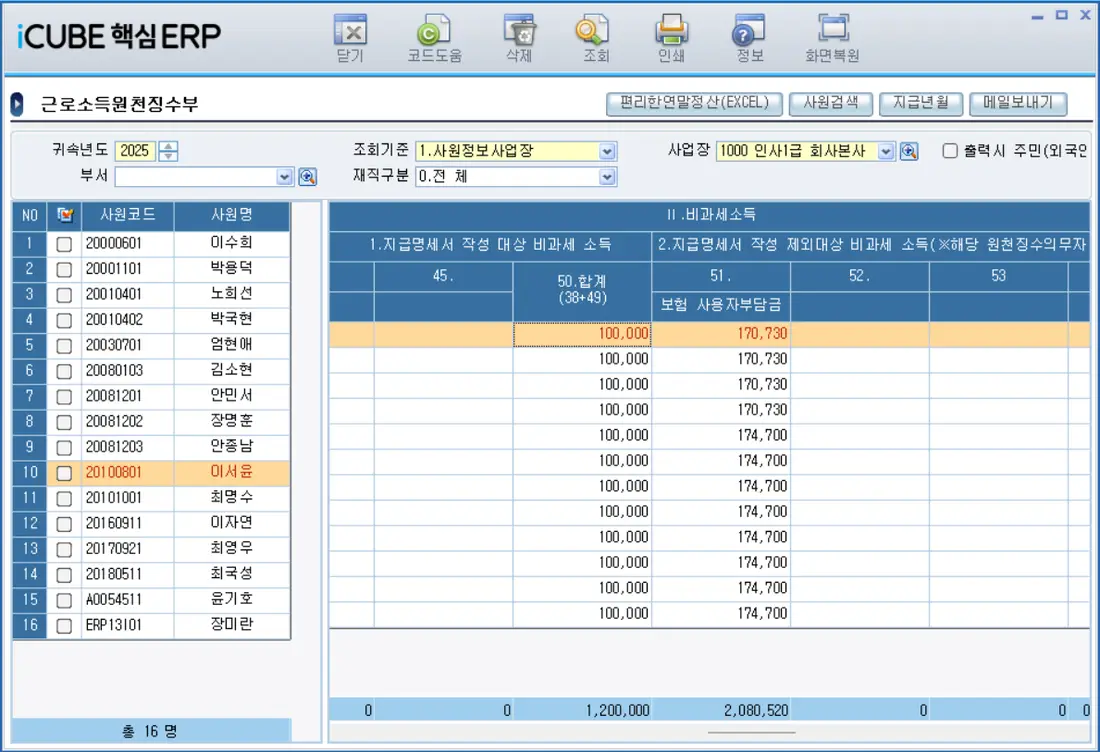 iCUBE 핵심ERP
닫기 코드도움 삭제 조회 인쇄 정보 화면복원
근로소득원천징수부
편리한연말정산(EXCEL) 사원검색 지급년월 메일보내기
귀속년도 2025 조회기준 1.사원정보사업장 사업장 1000 인사1급 회사본사 출력시 주민(외국인
부서 재직구분 0.전 체
NO 사원코드 사원명
1 20000601 이수희
2 20001101 박용덕
3 20010401 노희선
4 20010402 박국현
5 20030701 엄현애
6 20080103 김소현
7 20081201 안민서
8 20081202 장명훈
9 20081203 안종남
10 20100801 이서윤
11 20101001 최명수
12 20160911 이자연
13 20170921 최영우
14 20180511 최국성
15 A0054511 윤기호
16 ERP13I01 장미란
총 16 명
Ⅱ.비과세소득
1.지급명세서 작성 대상 비과세 소득 2.지급명세서 작성 제외대상 비과세 소득(※해당 원천징수의무자
45. 50.합계 51. 52. 53
(38+49) 보험 사용자부담금
100,000 170,730
100,000 170,730
100,000 170,730
100,000 170,730
100,000 174,700
100,000 174,700
100,000 174,700
100,000 174,700
100,000 174,700
100,000 174,700
100,000 174,700
100,000 174,700
0 0 1,200,000 2,080,520 0 0 0